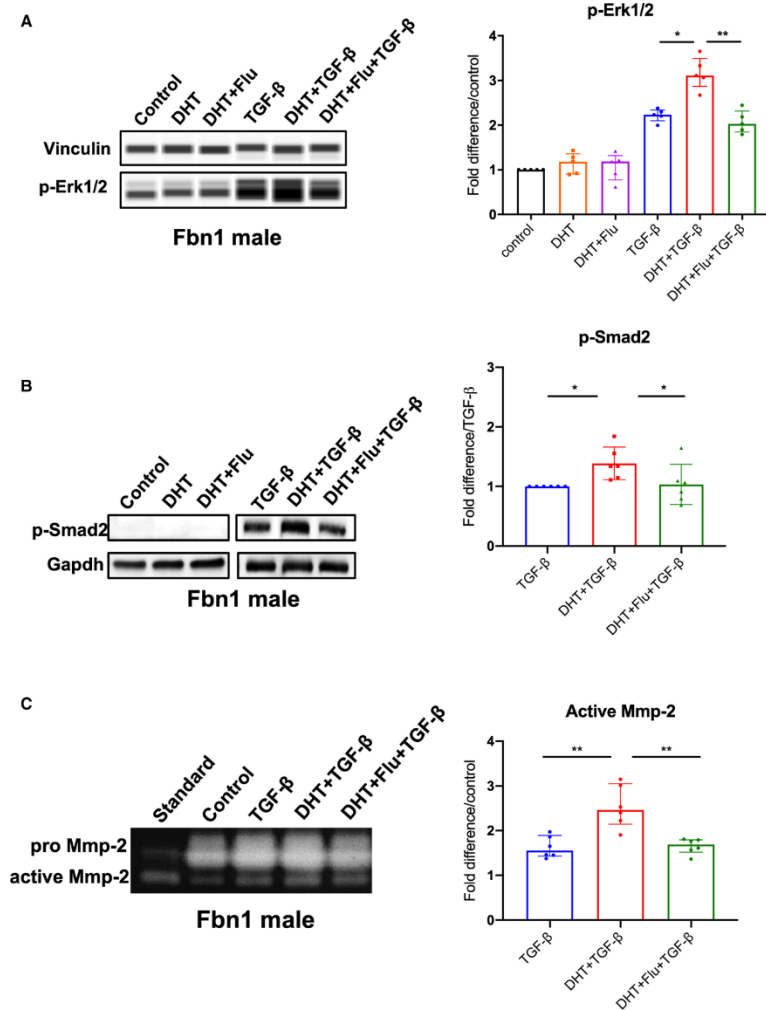 A
Control
DHT
DHT+Flu
TGF-β
DHT+TGF-β
DHT+Flu+TGF-β
Vinculin
p-Erk1/2
Fbn1 male
p-Erk1/2
Fold difference/control
4
3
2
1
0
*
**
control
DHT
DHT+Flu
TGF-β
DHT+TGF-β
DHT+Flu+TGF-β
B
Control
DHT
DHT+Flu
TGF-β
DHT+TGF-β
DHT+Flu+TGF-β
p-Smad2
Gapdh
Fbn1 male
p-Smad2
Fold difference/TGF-β
3
2
1
0
*
*
TGF-β
DHT+TGF-β
DHT+Flu+TGF-β
C
Standard
Control
TGF-β
DHT+TGF-β
DHT+Flu+TGF-β
pro Mmp-2
active Mmp-2
Fbn1 male
Active Mmp-2
Fold difference/control
4
3
2
1
0
**
**
TGF-β
DHT+TGF-β
DHT+Flu+TGF-β